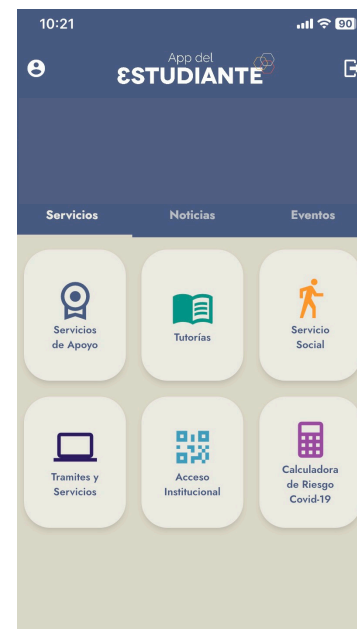 10:21
90
App del
ESTUDIANTE
Servicios
Noticias
Eventos
Servicios
de Apoyo
Tutorías
Servicio
Social
Tramites y
Servicios
Acceso
Institucional
Calculadora
de Riesgo
Covid-19